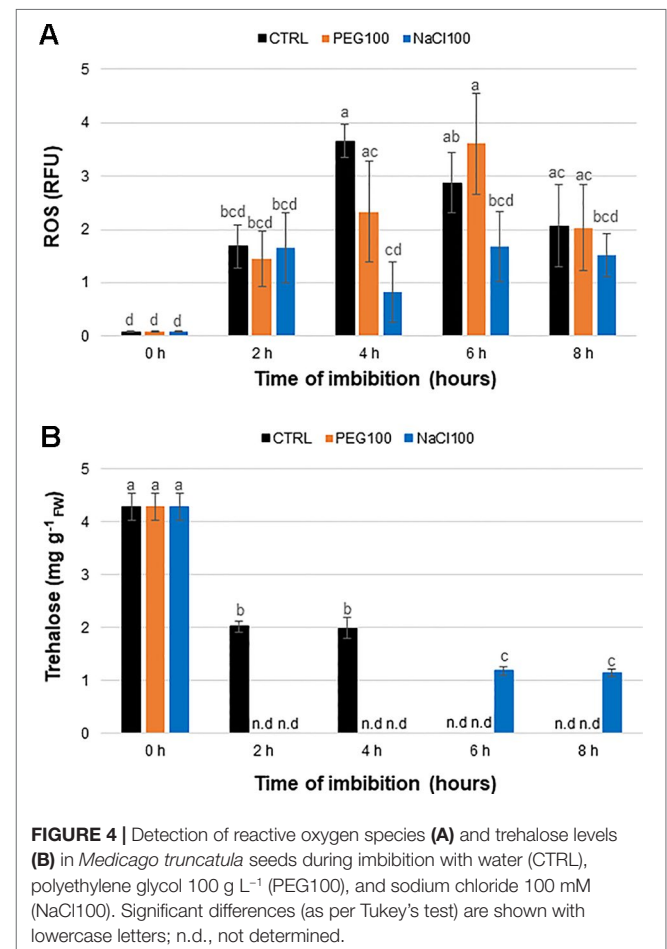 A
CTRL PEG100 NaCl100
5
4
3
2
1
0
ROS (RFU)
d d d
bcd bcd bcd
a ac cd
ab a bcd
ac ac bcd
0 h 2 h 4 h 6 h 8 h
Time of imbibition (hours)
B
CTRL PEG100 NaCl100
5
4
3
2
1
0
Trehalose (mg g-1 FW)
a a a
b n.d n.d
b n.d n.d
n.d n.d c
n.d n.d c
0 h 2 h 4 h 6 h 8 h
Time of imbibition (hours)
FIGURE 4 | Detection of reactive oxygen species (A) and trehalose levels
(B) in Medicago truncatula seeds during imbibition with water (CTRL),
polyethylene glycol 100 g L−1 (PEG100), and sodium chloride 100 mM
(NaCl100). Significant differences (as per Tukey's test) are shown with
lowercase letters; n.d., not determined.